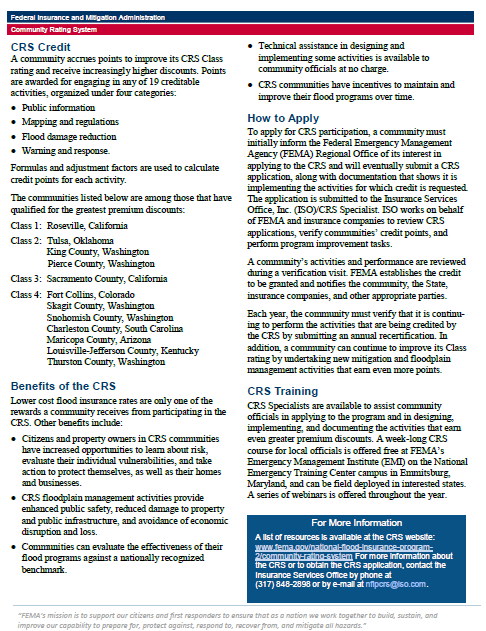 Federal Insurance and Mitigation Administration
Community Rating System
CRS Credit
A community accrues points to improve its CRS Class
rating and receive increasingly higher discounts. Points
are awarded for engaging in any of 19 creditable
activities, organized under four categories:
● Public information
● Mapping and regulations
● Flood damage reduction
● Warning and response.
Formulas and adjustment factors are used to calculate
credit points for each activity.
The communities listed below are among those that have
qualified for the greatest premium discounts:
Class 1: Roseville, California
Class 2: Tulsa, Oklahoma
King County, Washington
Pierce County, Washington
Class 3: Sacramento County, California
Class 4: Fort Collins, Colorado
Skagit County, Washington
Snohomish County, Washington
Charleston County, South Carolina
Maricopa County, Arizona
Louisville-Jefferson County, Kentucky
Thurston County, Washington
Benefits of the CRS
Lower cost flood insurance rates are only one of the
rewards a community receives from participating in the
CRS. Other benefits include:
● Citizens and property owners in CRS communities
have increased opportunities to learn about risk,
evaluate their individual vulnerabilities, and take
action to protect themselves, as well as their homes
and businesses.
● CRS floodplain management activities provide
enhanced public safety, reduced damage to property
and public infrastructure, and avoidance of economic
disruption and loss.
● Communities can evaluate the effectiveness of their
flood programs against a nationally recognized
benchmark.
● Technical assistance in designing and
implementing some activities is available to
community officials at no charge.
● CRS communities have incentives to maintain and
improve their flood programs over time.
How to Apply
To apply for CRS participation, a community must
initially inform the Federal Emergency Management
Agency (FEMA) Regional Office of its interest in
applying to the CRS and will eventually submit a CRS
application, along with documentation that shows it is
implementing the activities for which credit is requested.
The application is submitted to the Insurance Services
Office, Inc. (ISO)/CRS Specialist. ISO works on behalf
of FEMA and insurance companies to review CRS
applications, verify communities' credit points, and
perform program improvement tasks.
A community's activities and performance are reviewed
during a verification visit. FEMA establishes the credit
to be granted and notifies the community, the State,
insurance companies, and other appropriate parties.
Each year, the community must verify that it is continu-
ing to perform the activities that are being credited by
the CRS by submitting an annual recertification. In
addition, a community can continue to improve its Class
rating by undertaking new mitigation and floodplain
management activities that earn even more points.
CRS Training
CRS Specialists are available to assist community
officials in applying to the program and in designing,
implementing, and documenting the activities that earn
even greater premium discounts. A week-long CRS
course for local officials is offered free at FEMA's
Emergency Management Institute (EMI) on the National
Emergency Training Center campus in Emmitsburg,
Maryland, and can be field deployed in interested states.
A series of webinars is offered throughout the year.
For More Information
A list of resources is available at the CRS website:
www.fema.gov/national-flood-insurance-program-
2/community-rating-system For more information about
the CRS or to obtain the CRS application, contact the
Insurance Services Office by phone at
(317) 848-2898 or by e-mail at nfipcrs@iso.com.
"FEMA's mission is to support our citizens and first responders to ensure that as a nation we work together to build, sustain, and
improve our capability to prepare for, protect against, respond to, recover from, and mitigate all hazards."